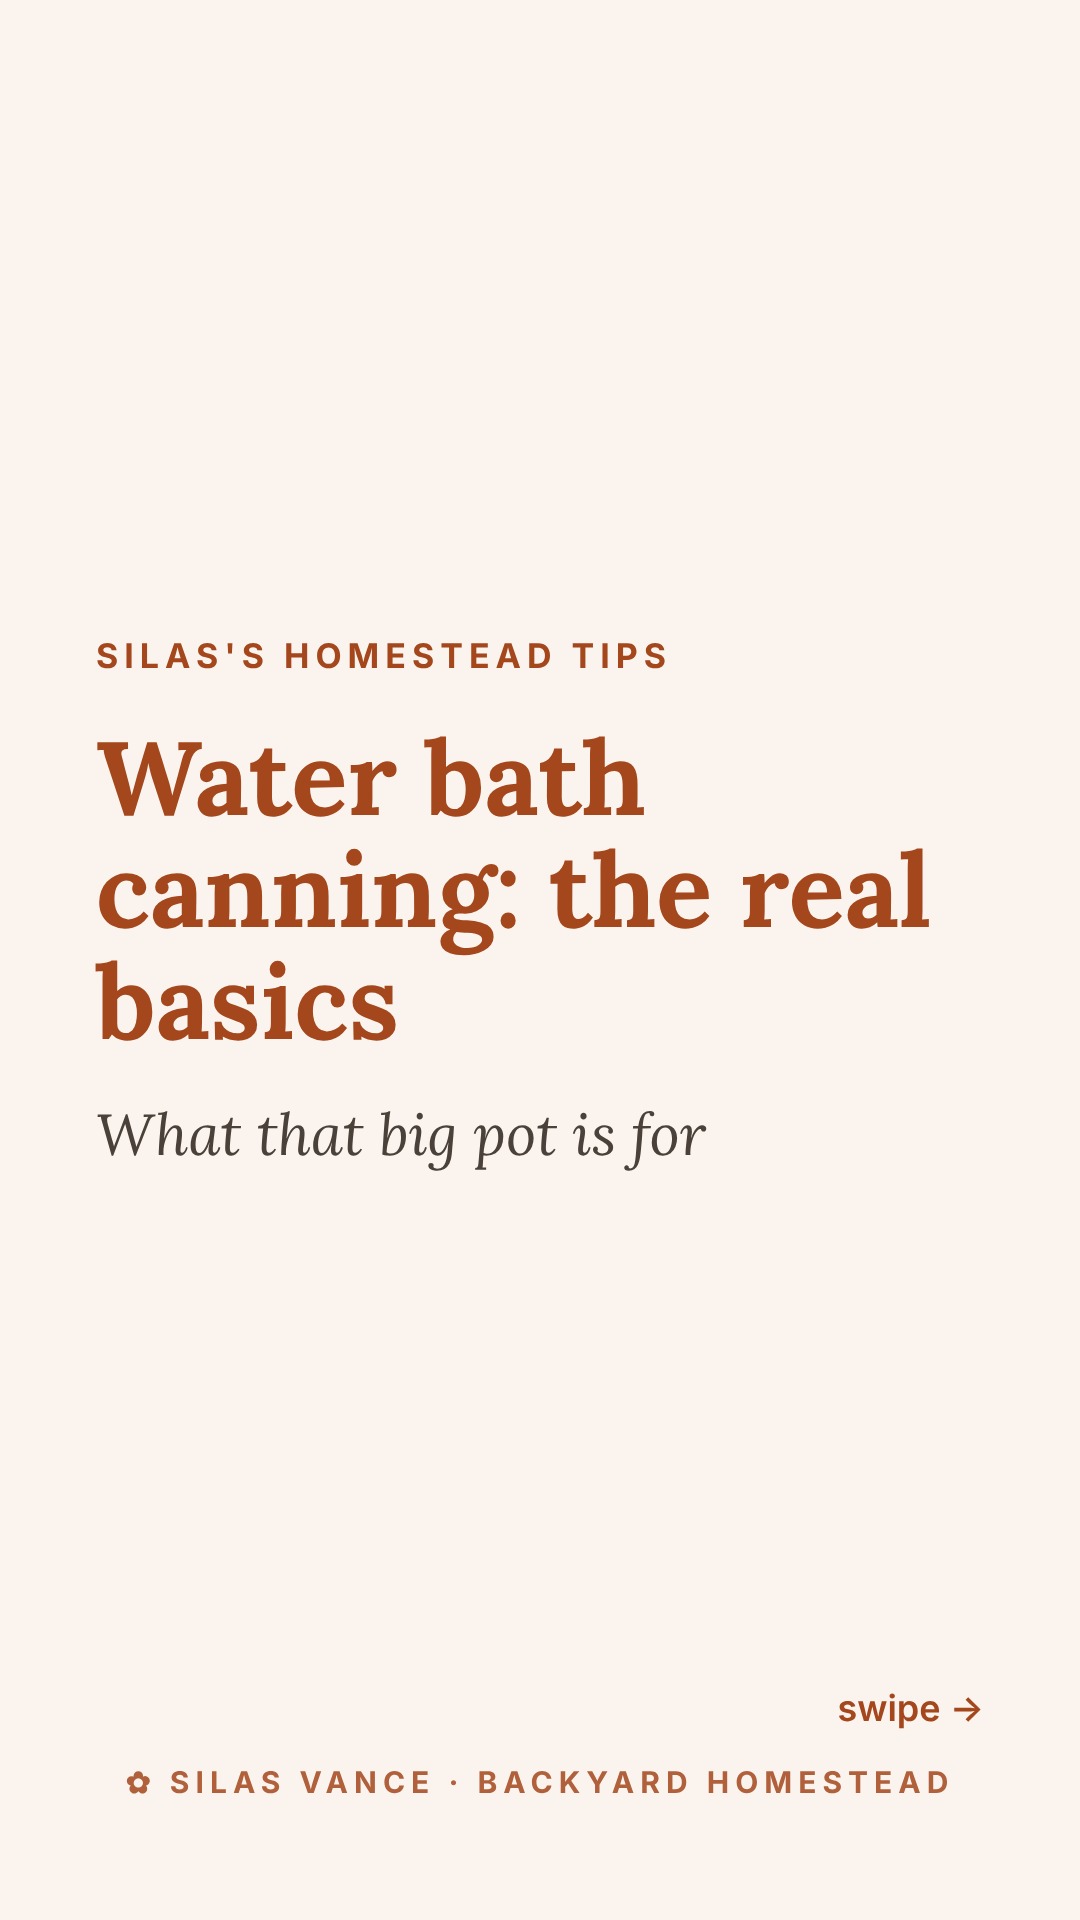 SILAS'S HOMESTEAD TIPS
Water bath
canning: the real
basics
What that big pot is for
swipe →
✿ SILAS VANCE · BACKYARD HOMESTEAD